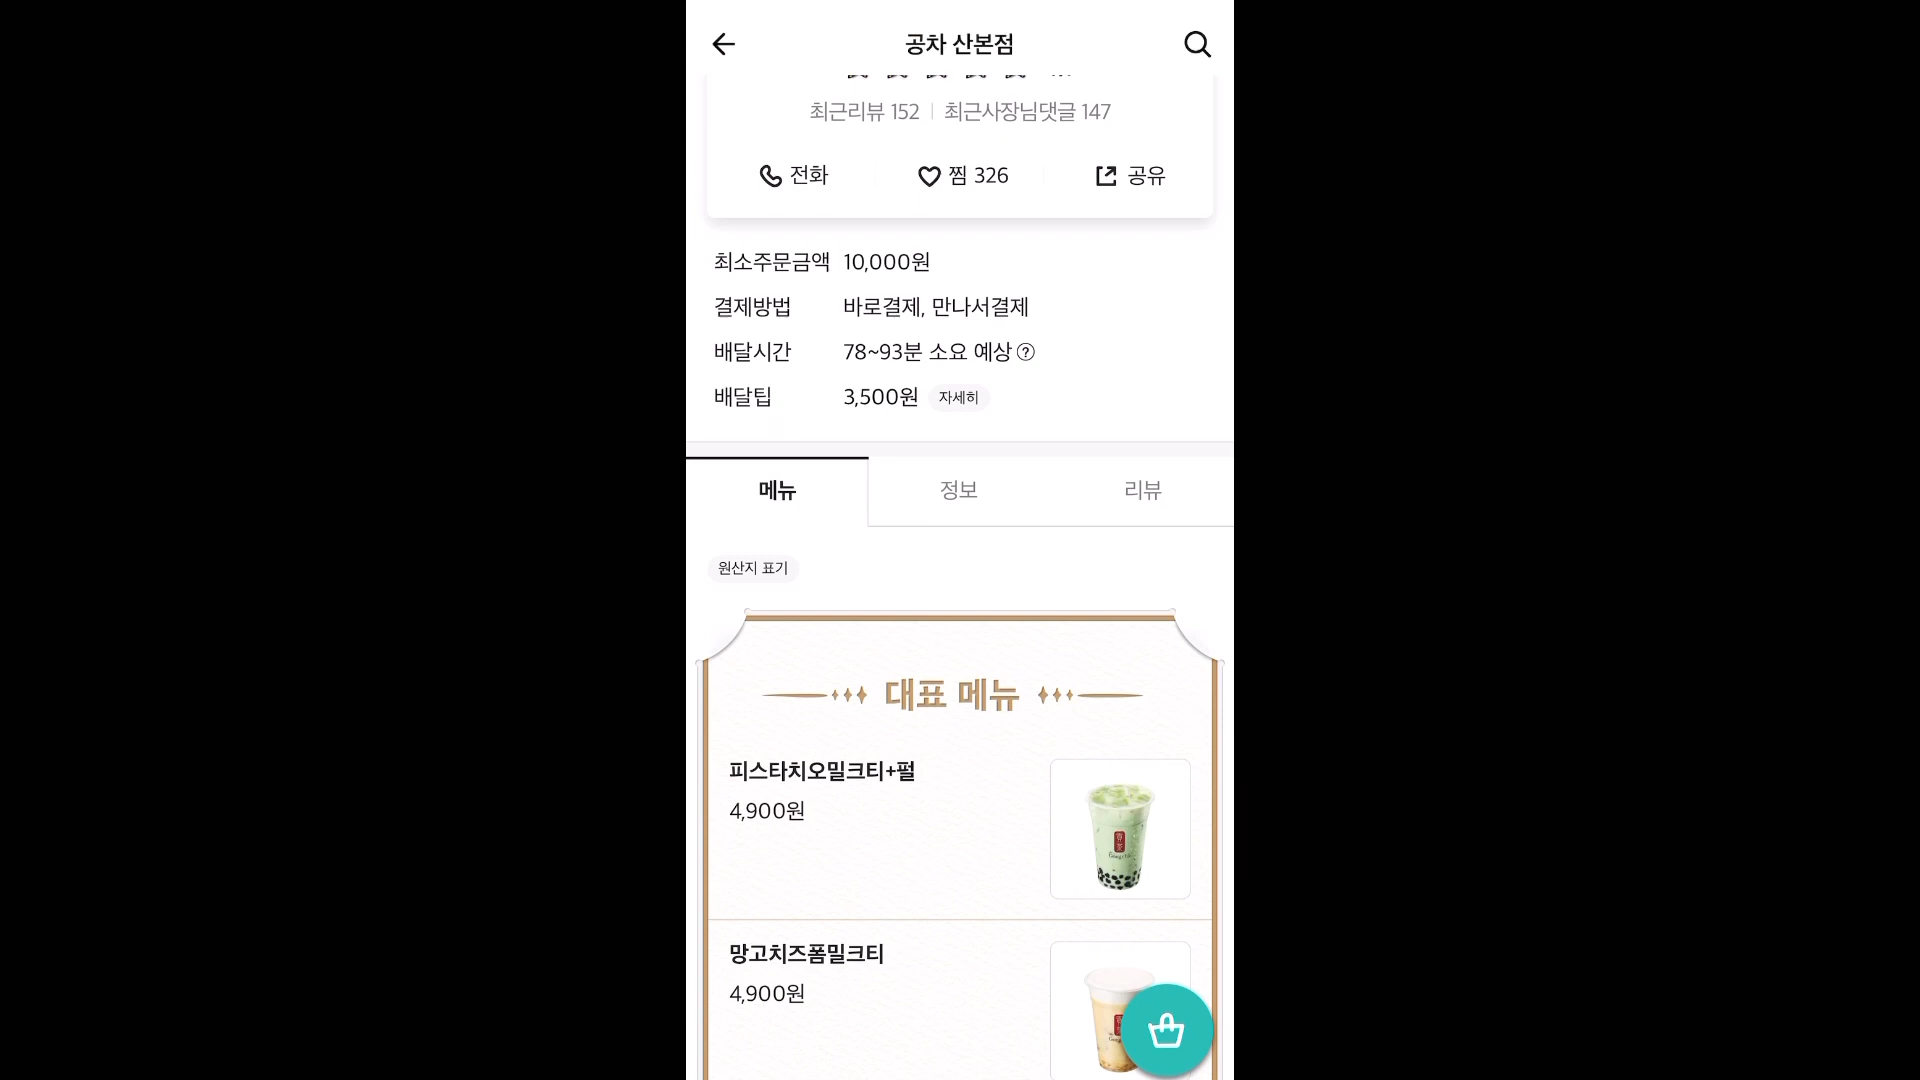 공차 산본점
최근리뷰 152 | 최근사장님댓글 147
전화 찜 326 공유
최소주문금액 10,000원
결제방법 바로결제, 만나서결제
배달시간 78~93분 소요 예상 ?
배달팁 3,500원 자세히
메뉴 정보 리뷰
원산지 표기
대표 메뉴
피스타치오밀크티+펄
4,900원
망고치즈폼밀크티
4,900원